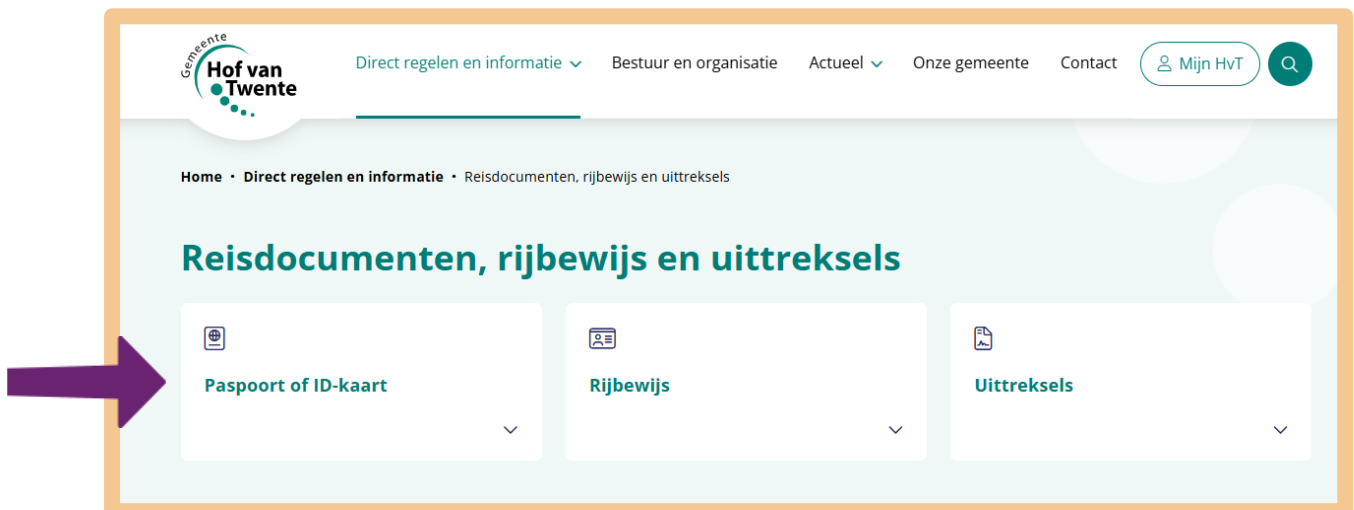 Gemeente
Hof van
Twente
Direct regelen en informatie Bestuur en organisatie Actueel Onze gemeente Contact Mijn HvT
Home • Direct regelen en informatie • Reisdocumenten, rijbewijs en uittreksels
Reisdocumenten, rijbewijs en uittreksels
Paspoort of ID-kaart Rijbewijs Uittreksels